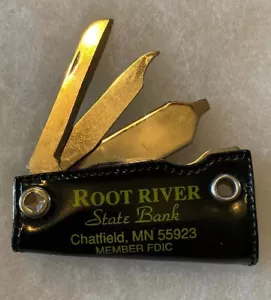 ROOT RIVER
State Bank
Chatfield, MN 55923
MEMBER FDIC